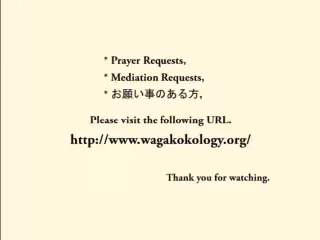 * Prayer Requests,
* Mediation Requests,
* お願い事のある方,
Please visit the following URL.
http://www.wagakokology.org/
Thank you for watching.